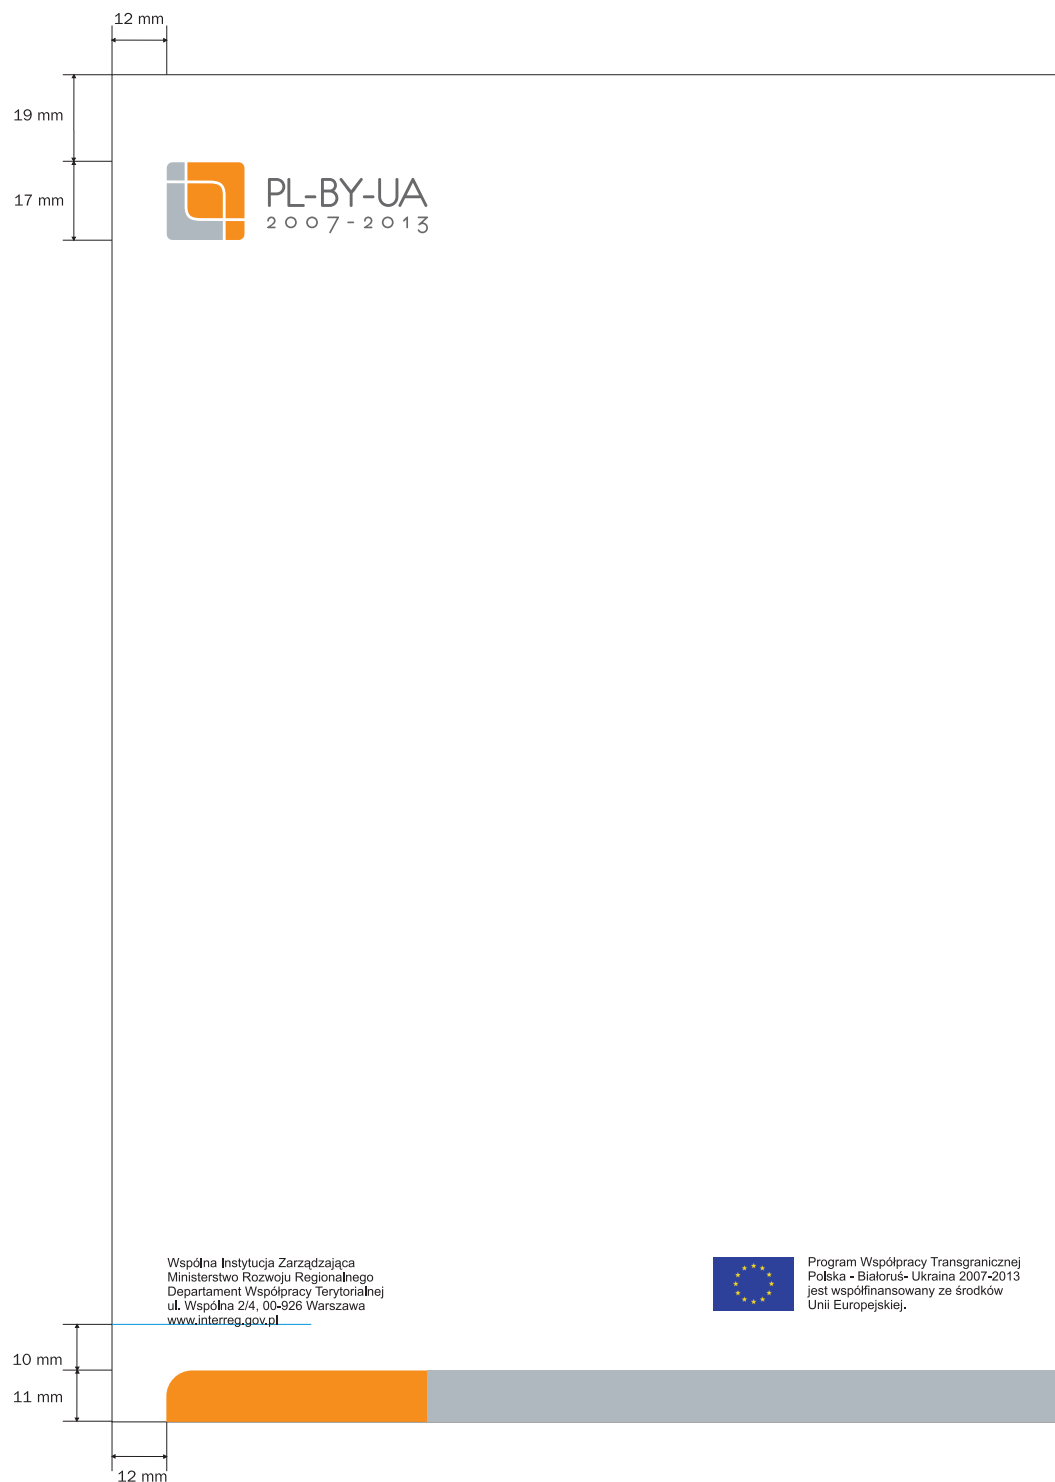 12 mm
19 mm
17 mm
PL-BY-UA
2007-2013
Wspólna Instytucja Zarządzająca
Ministerstwo Rozwoju Regionalnego
Departament Współpracy Terytorialnej
ul. Wspólna 2/4, 00-926 Warszawa
www.interreg.gov.pl
Program Współpracy Transgranicznej
Polska - Białoruś- Ukraina 2007-2013
jest współfinansowany ze środków
Unii Europejskiej.
10 mm
11 mm
12 mm